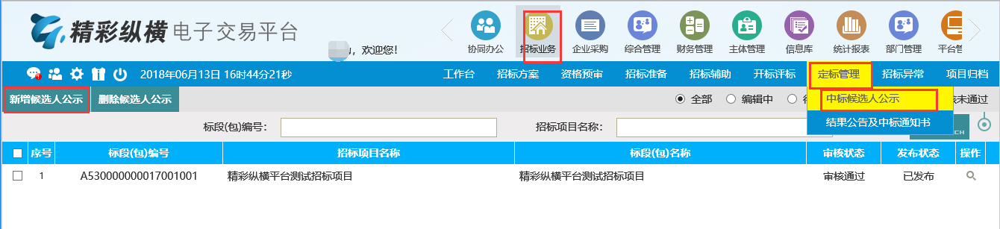 精彩纵横 电子交易平台
, 欢迎您!
协同办公 招标业务 企业采购 综合管理 财务管理 主体管理 信息库 统计报表 部门管理 平台管
2018年06月13日 16时44分21秒
工作台 招标方案 资格预审 招标准备 招标辅助 开标评标 定标管理 招标异常 项目归档
新增候选人公示 删除候选人公示
全部 编辑中 中标候选人公示 核未通过
标段(包)编号: 招标项目名称: 结果公告及中标通知书 CH
序号 标段(包)编号 招标项目名称 标段(包)名称 审核状态 发布状态 操作
1 A530000000017001001 精彩纵横平台测试招标项目 精彩纵横平台测试招标项目 审核通过 已发布